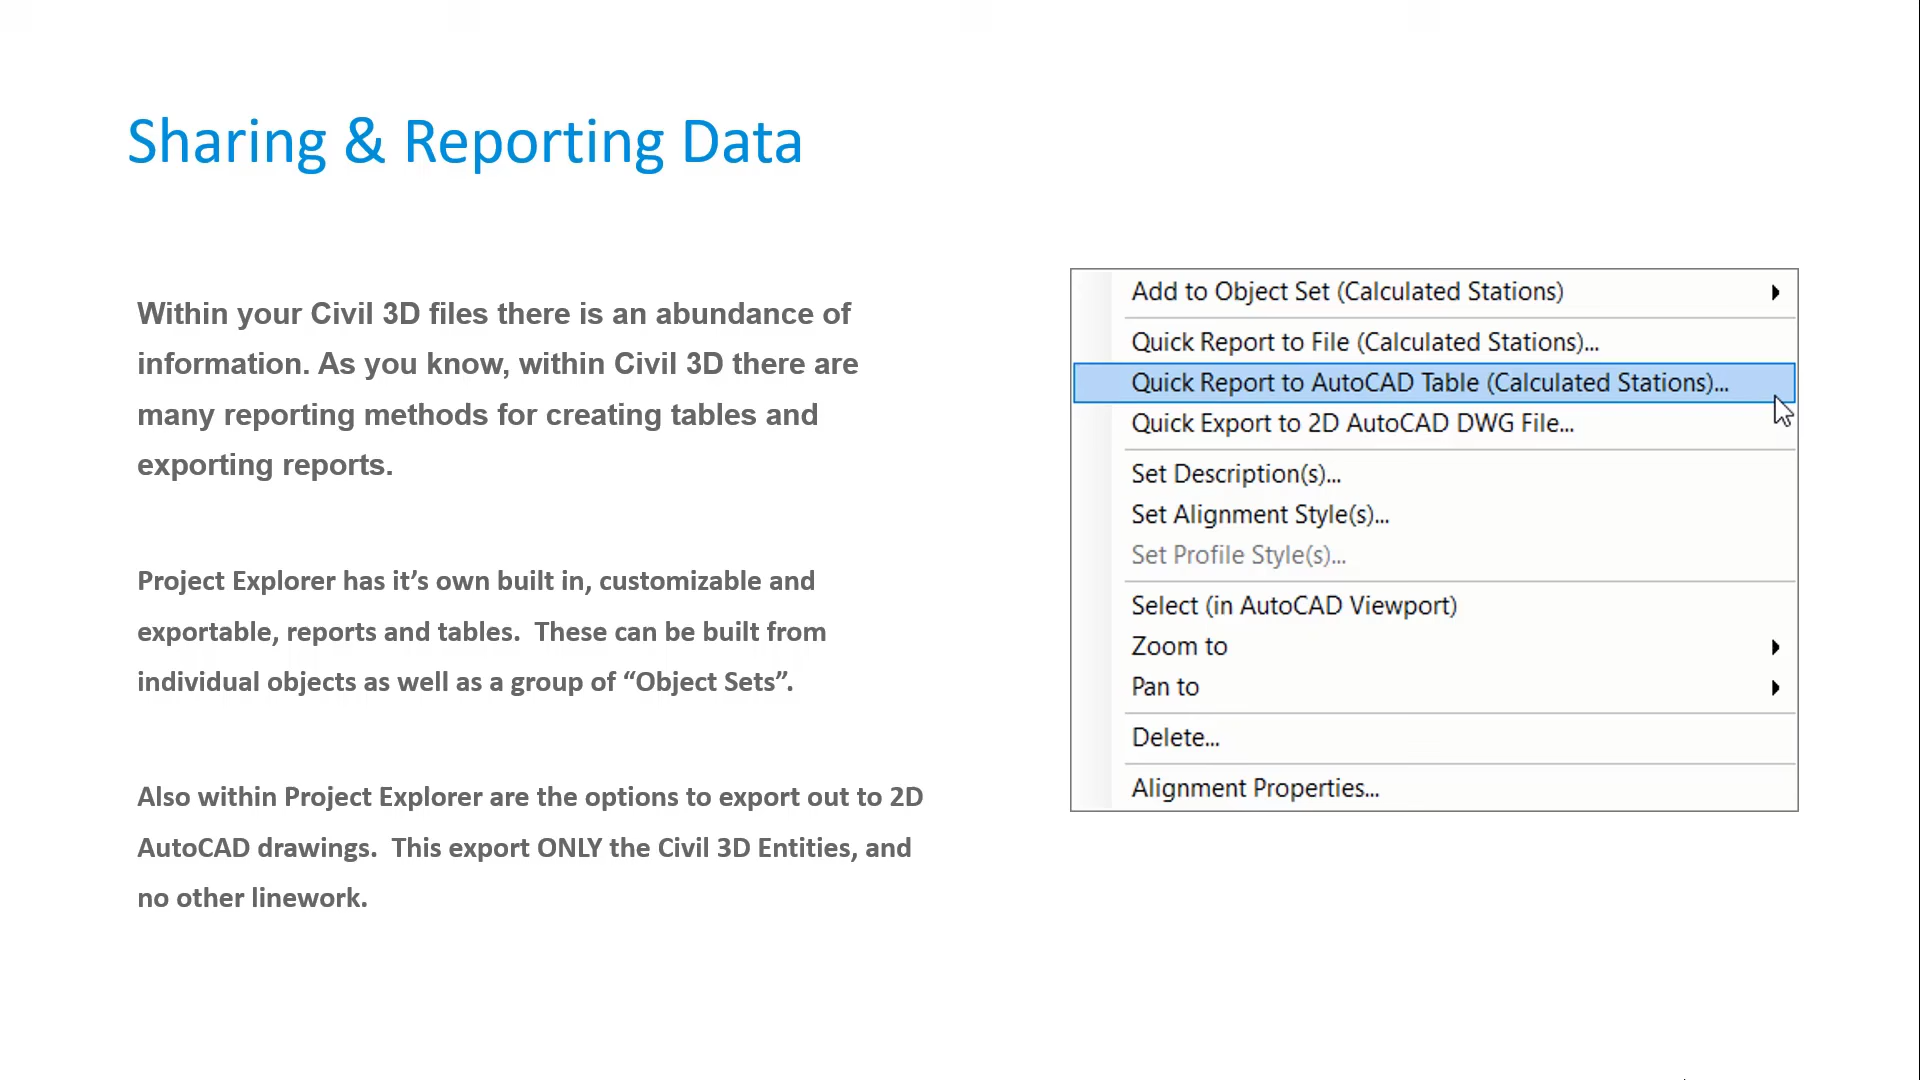 Sharing & Reporting Data
Within your Civil 3D files there is an abundance of
information. As you know, within Civil 3D there are
many reporting methods for creating tables and
exporting reports.
Project Explorer has it’s own built in, customizable and
exportable, reports and tables.  These can be built from
individual objects as well as a group of “Object Sets”.
Also within Project Explorer are the options to export out to 2D
AutoCAD drawings.  This export ONLY the Civil 3D Entities, and
no other linework.
Add to Object Set (Calculated Stations)
Quick Report to File (Calculated Stations)...
Quick Report to AutoCAD Table (Calculated Stations)...
Quick Export to 2D AutoCAD DWG File...
Set Description(s)...
Set Alignment Style(s)...
Set Profile Style(s)...
Select (in AutoCAD Viewport)
Zoom to
Pan to
Delete...
Alignment Properties...